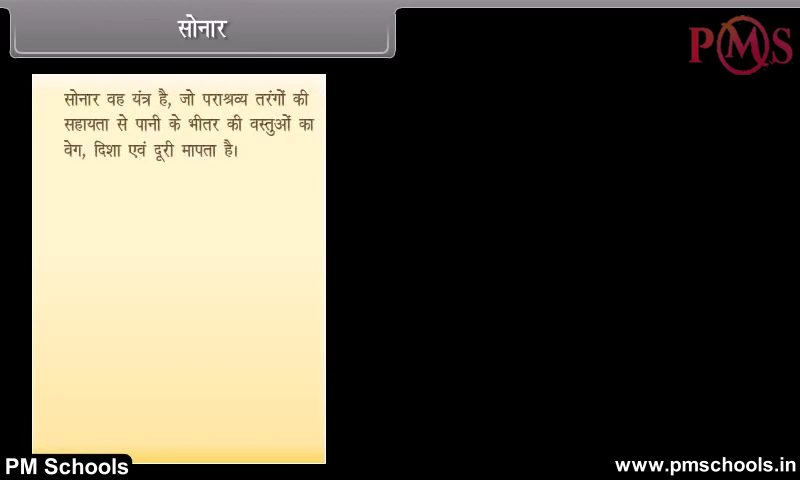 सोनार
PMS
सोनार वह यंत्र है, जो पराश्रव्य तरंगों की
सहायता से पानी के भीतर की वस्तुओं का
वेग, दिशा एवं दूरी मापता है।
PM Schools
www.pmschools.in